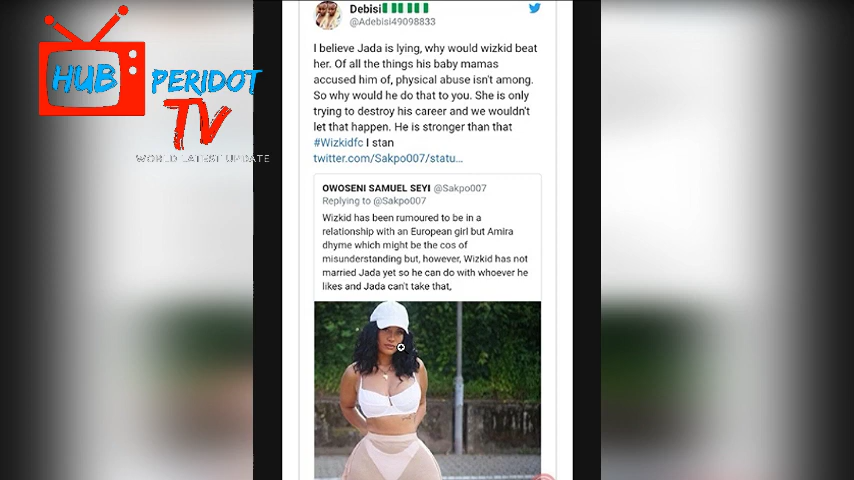 HUB
PERIDOT
TV
WORLD LATEST UPDATE
Debisi
@Adebisi49098833
I believe Jada is lying, why would wizkid beat
her. Of all the things his baby mamas
accused him of, physical abuse isn't among.
So why would he do that to you. She is only
trying to destroy his career and we wouldn't
let that happen. He is stronger than that
#Wizkidfc I stan
twitter.com/Sakpo007/statu...
OWOSENI SAMUEL SEYI @Sakpo007
Replying to @Sakpo007
Wizkid has been rumoured to be in a
relationship with an European girl but Amira
dhyme which might be the cos of
misunderstanding but, however, Wizkid has not
married Jada yet so he can do with whoever he
likes and Jada can't take that,